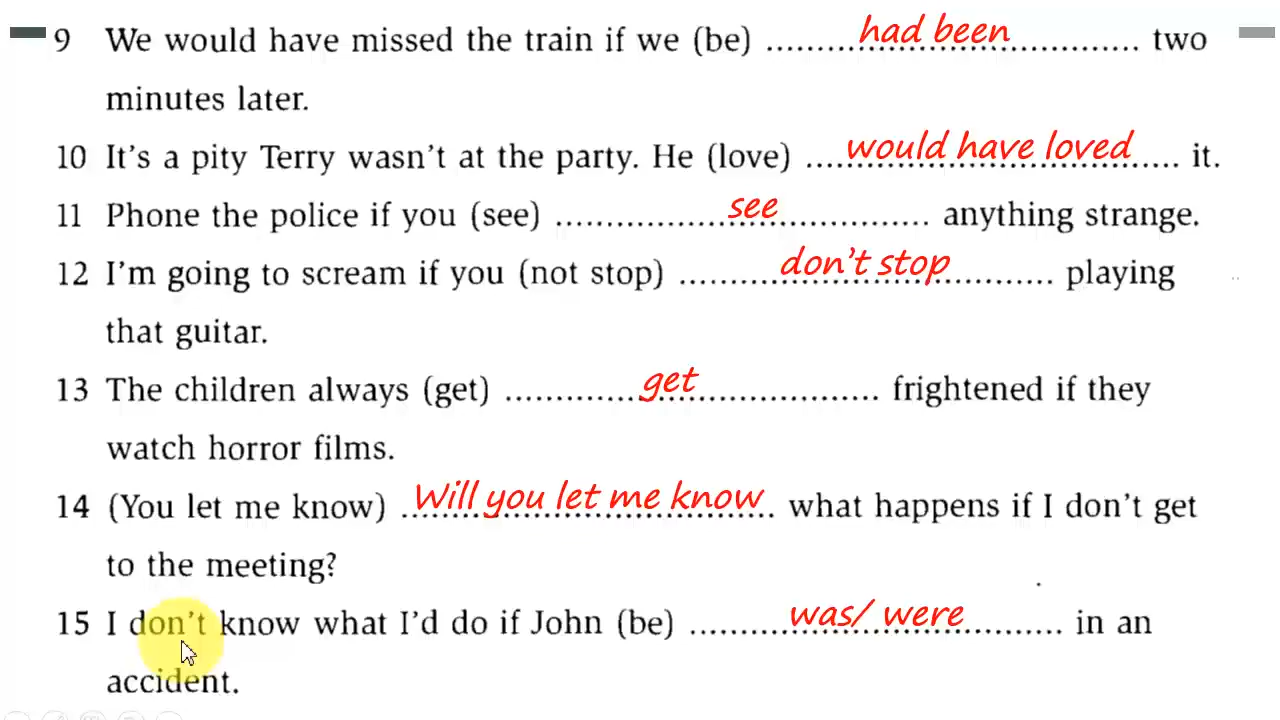 9 We would have missed the train if we (be) ........had been........ two
minutes later.
10 It's a pity Terry wasn't at the party. He (love) ....would have loved.... it.
11 Phone the police if you (see) ........see........ anything strange.
12 I'm going to scream if you (not stop) ........don't stop........ playing
that guitar.
13 The children always (get) ........get........ frightened if they
watch horror films.
14 (You let me know) ..Will you let me know.. what happens if I don't get
to the meeting?
15 I don't know what I'd do if John (be) ........was/ were........ in an
accident.